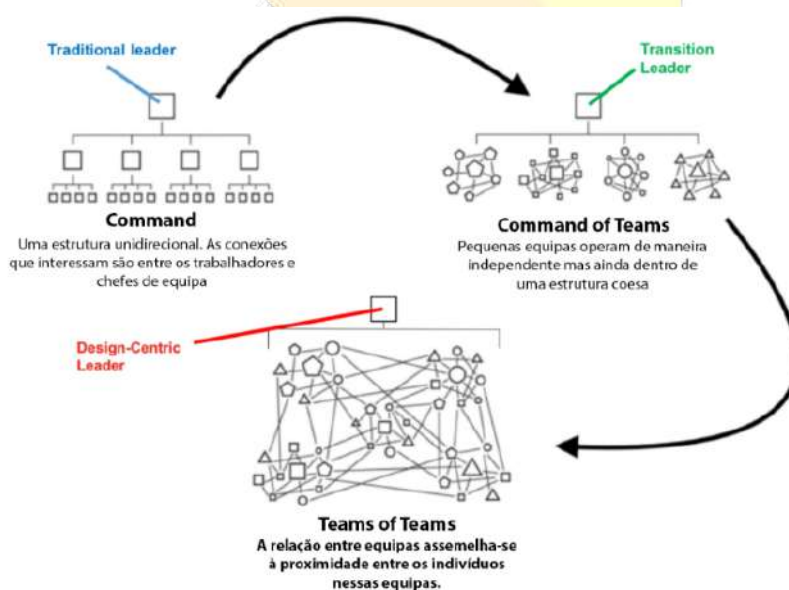 Traditional leader
Transition
Leader
Command
Uma estrutura unidirecional. As conexões
que interessam são entre os trabalhadores e
chefes de equipa
Command of Teams
Pequenas equipas operam de maneira
independente mas ainda dentro de
uma estrutura coesa
Design-Centric
Leader
Teams of Teams
A relação entre equipas assemelha-se
à proximidade entre os indivíduos
nessas equipas.